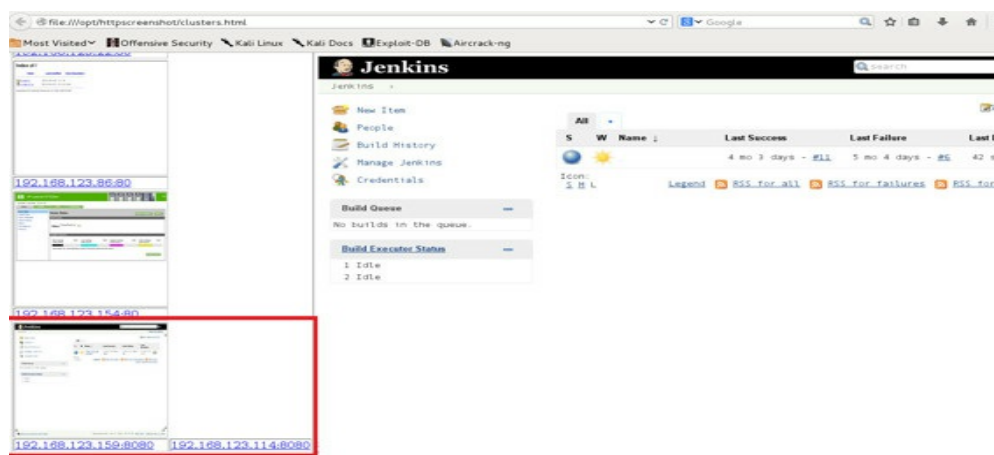 file:///opt/httpscreenshot/clusters.html
Google
Most Visited
Offensive Security
Kali Linux
Kali Docs
Exploit-DB
Aircrack-ng
192.168.123.86:80
192.168.123.154:80
192.168.123.159:8080
192.168.123.114:8080
Jenkins
search
Jenkins
New Item
People
Build History
Manage Jenkins
Credentials
Build Queue
No builds in the queue.
Build Executor Status
1 Idle
2 Idle
All
S W Name ↓ Last Success Last Failure Last
4 mo 3 days - #11 5 mo 4 days - #6 42 s
Icon:
S M L
Legend RSS for all RSS for failures RSS for